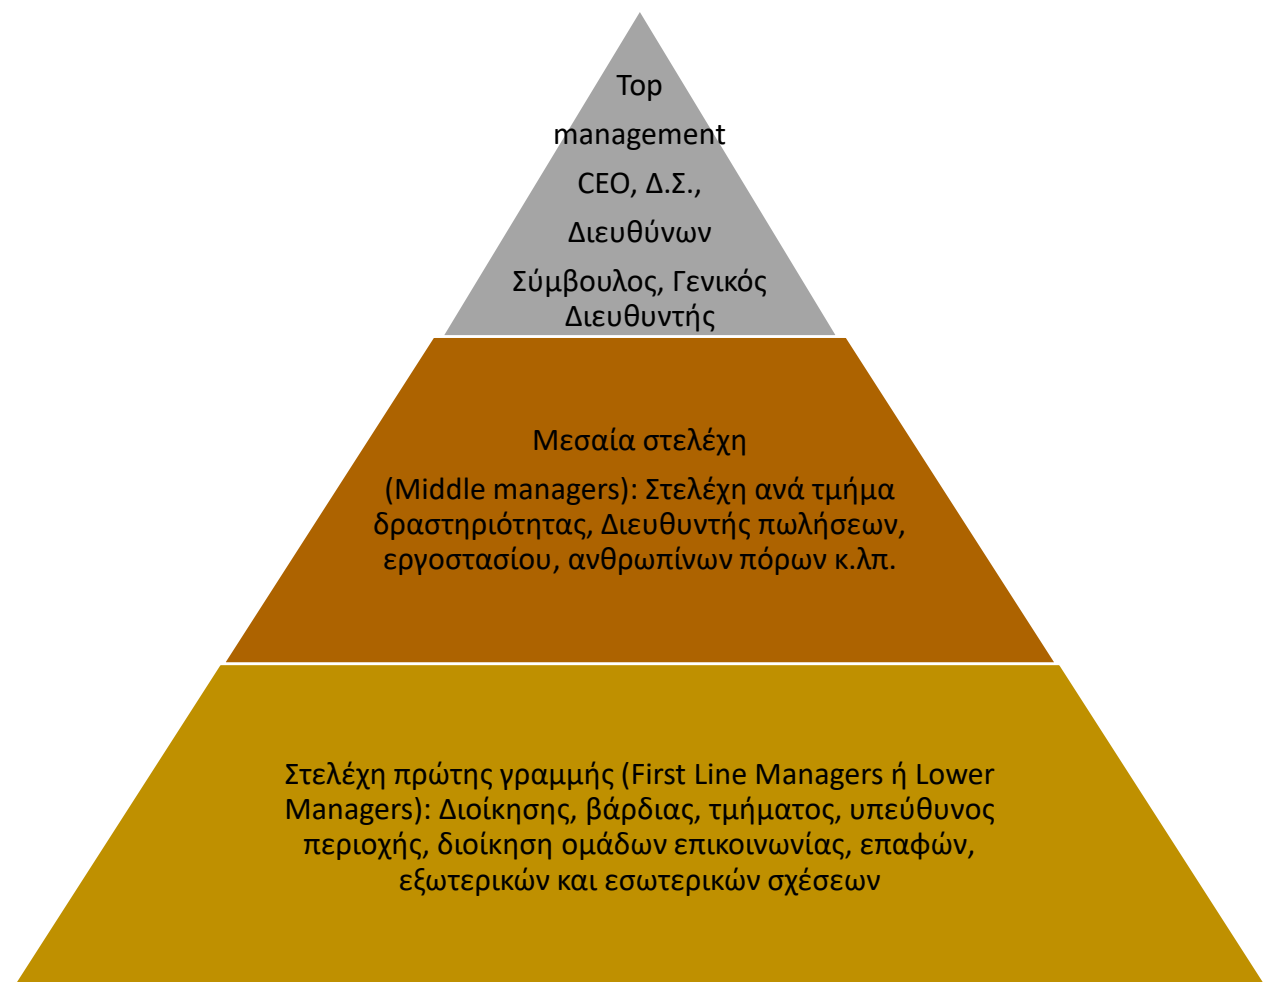 Top
management
CEO, Δ.Σ.,
Διευθύνων
Σύμβουλος, Γενικός
Διευθυντής
Μεσαία στελέχη
(Middle managers): Στελέχη ανά τμήμα
δραστηριότητας, Διευθυντής πωλήσεων,
εργοστασίου, ανθρωπίνων πόρων κ.λπ.
Στελέχη πρώτης γραμμής (First Line Managers ή Lower
Managers): Διοίκησης, βάρδιας, τμήματος, υπεύθυνος
περιοχής, διοίκηση ομάδων επικοινωνίας, επαφών,
εξωτερικών και εσωτερικών σχέσεων